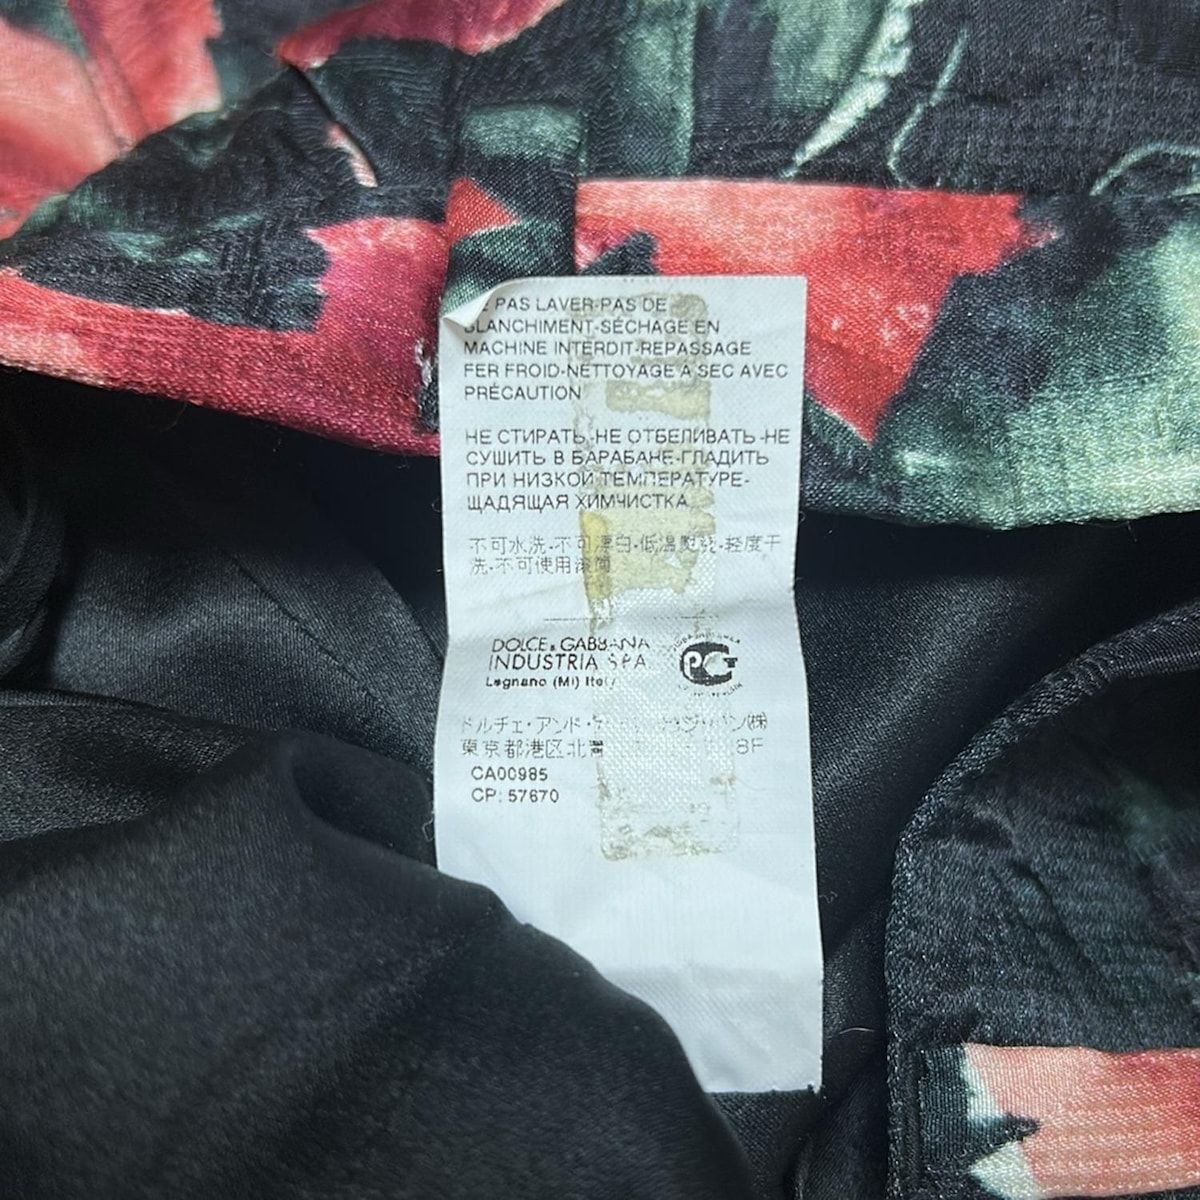 PAS LAVER-PAS DE
BLANCHIMENT-SÉCHAGE EN
MACHINE INTERDIT-REPASSAGE
FER FROID-NETTOYAGE A SEC AVEC
PRÉCAUTION
НЕ СТИРАТЬ-НЕ ОТБЕЛИВАТЬ-НЕ
СУШИТЬ В БАРАБАНЕ-ГЛАДИТЬ
ПРИ НИЗКОЙ ТЕМПЕРАТУРЕ-
ЩАДЯЩАЯ ХИМЧИСТКА
不可水洗-不可漂白-低温熨烫-轻度干
洗-不可使用滚筒
DOLCE & GABBANA
INDUSTRIA SPA
Legnano (MI) Italy
PCT
ドルチェ・アンド・
東京都港区北青 8F
CA00985
CP: 57670